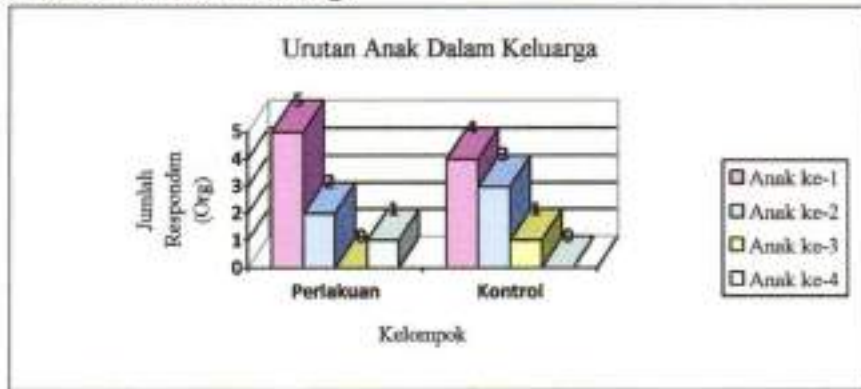 Urutan Anak Dalam Keluarga
Jumlah
Responden
(Org)
5
4
3
2
1
0
5
2
0
1
4
3
1
0
Perlakuan
Kontrol
Kelompok
Anak ke-1
Anak ke-2
Anak ke-3
Anak ke-4